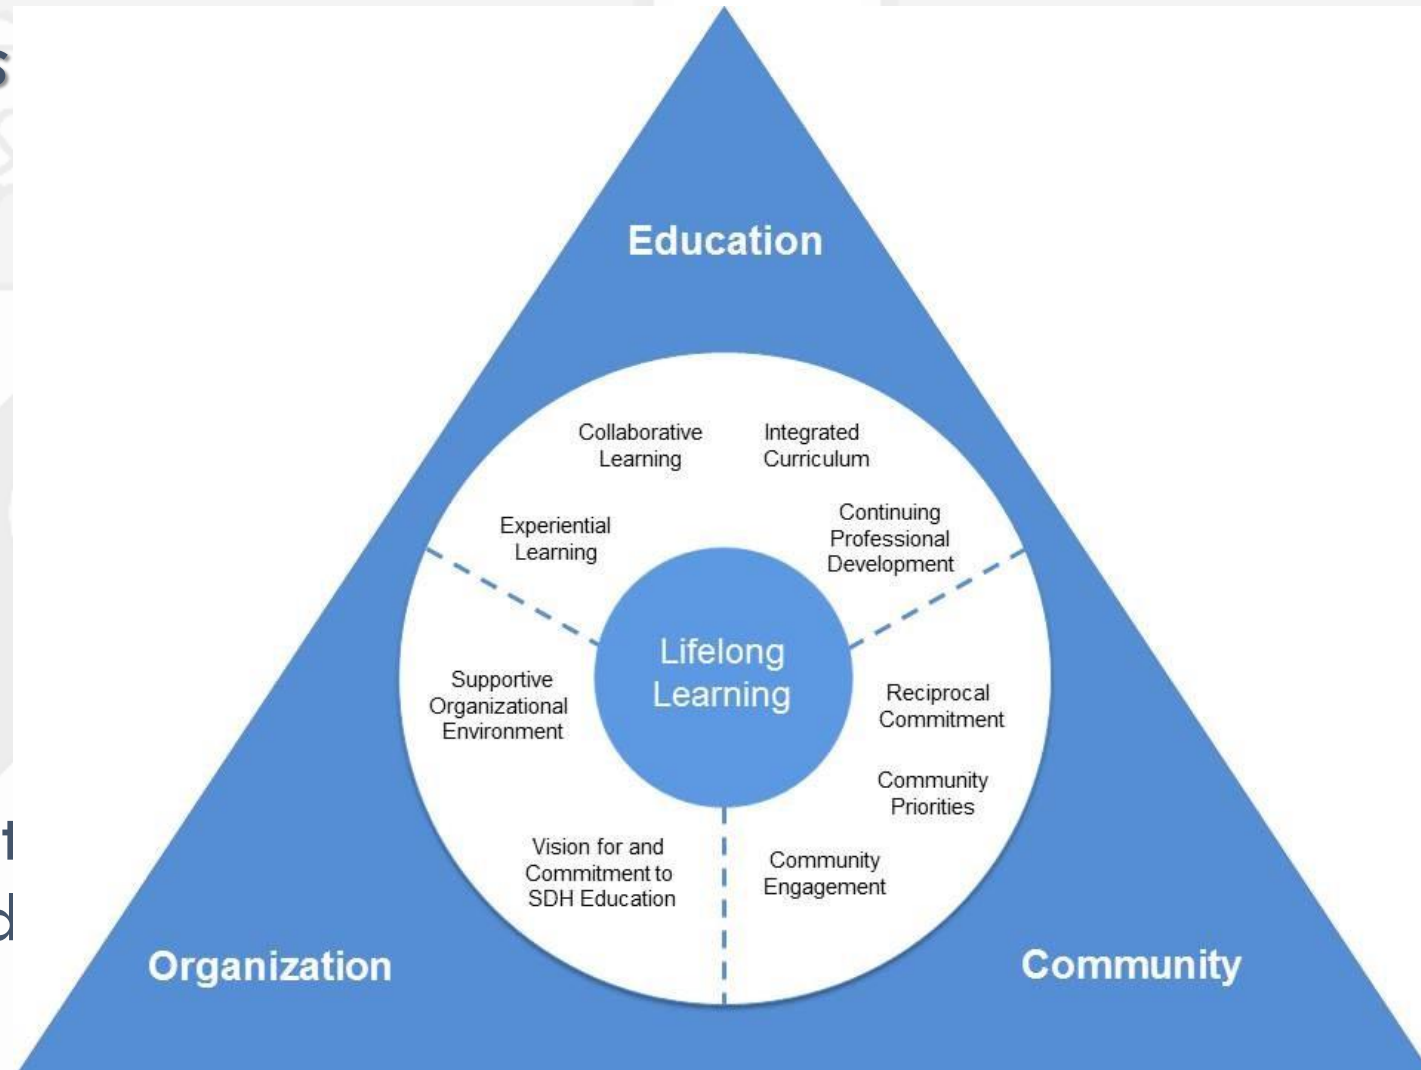 Education
Collaborative
Learning
Integrated
Curriculum
Experiential
Learning
Continuing
Professional
Development
Lifelong
Learning
Supportive
Organizational
Environment
Reciprocal
Commitment
Community
Priorities
Vision for and
Commitment to
SDH Education
Community
Engagement
Organization
Community